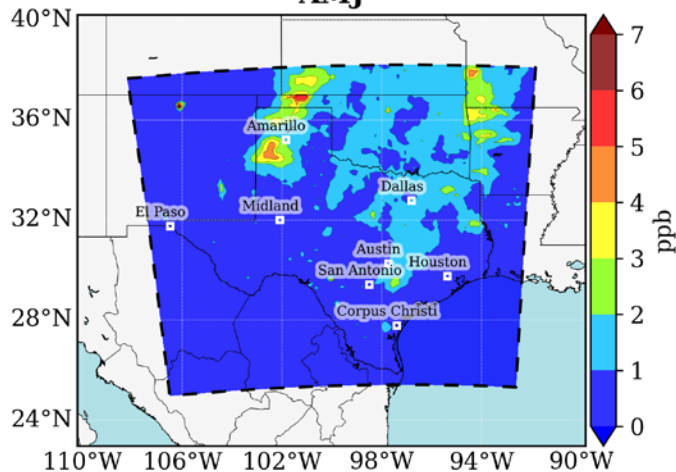 AMJ
40°N
36°N
32°N
28°N
24°N
110°W 106°W 102°W 98°W 94°W 90°W
Amarillo
Dallas
El Paso
Midland
Austin
San Antonio
Houston
Corpus Christi
7
6
5
4
3
2
1
0
ppb